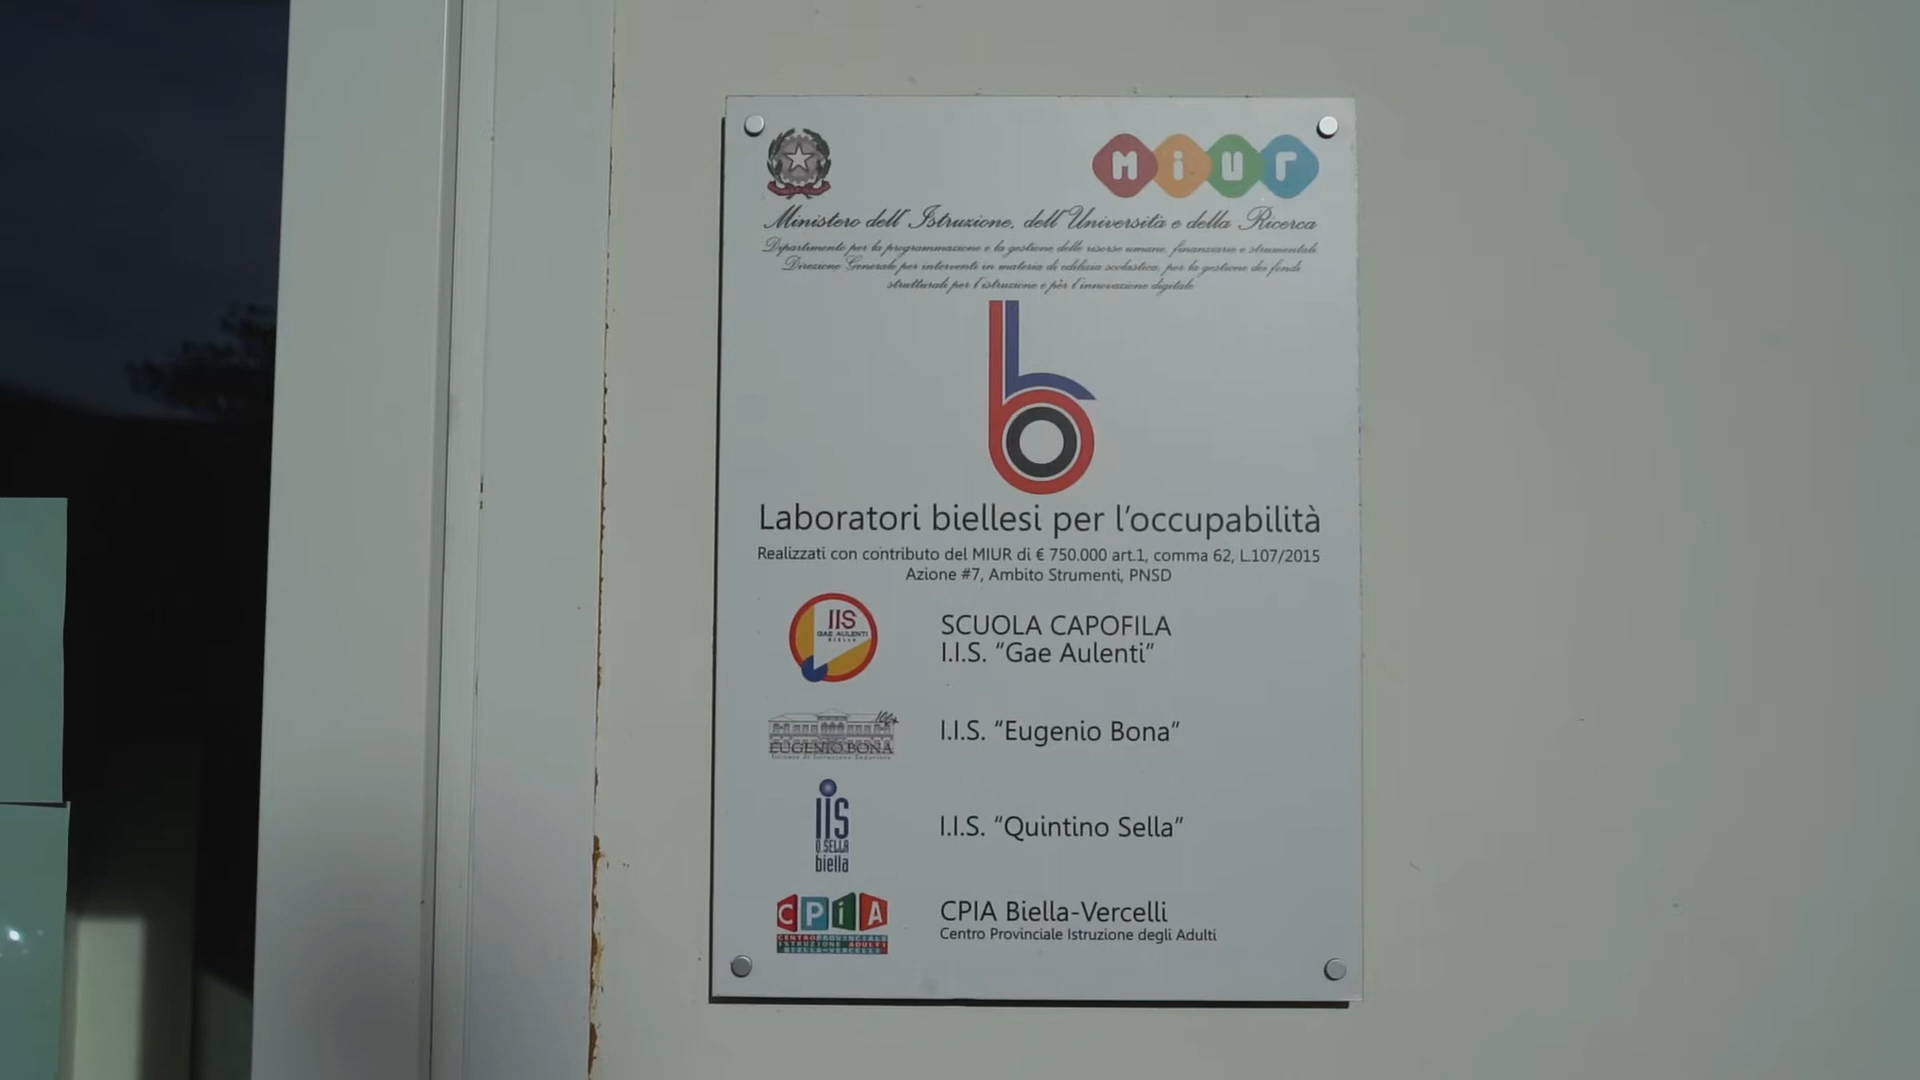 MIUR
Ministero dell'Istruzione, dell'Università e della Ricerca
Dipartimento per la programmazione e la gestione delle risorse umane, finanziarie e strumentali
Direzione Generale per interventi in materia di edilizia scolastica, per la gestione dei fondi
strutturali per l'istruzione e per l'innovazione digitale
Laboratori biellesi per l'occupabilità
Realizzati con contributo del MIUR di € 750.000 art.1, comma 62, L.107/2015
Azione #7, Ambito Strumenti, PNSD
IIS
GAE AULENTI
BIELLA
SCUOLA CAPOFILA
I.I.S. “Gae Aulenti”
EUGENIO BONA
Istituto di Istruzione Superiore
I.I.S. “Eugenio Bona”
iis
Q.SELLA
biella
I.I.S. “Quintino Sella”
CPiA
CENTRO PROVINCIALE
ISTRUZIONE ADULTI
BIELLA-VERCELLI
CPIA Biella-Vercelli
Centro Provinciale Istruzione degli Adulti